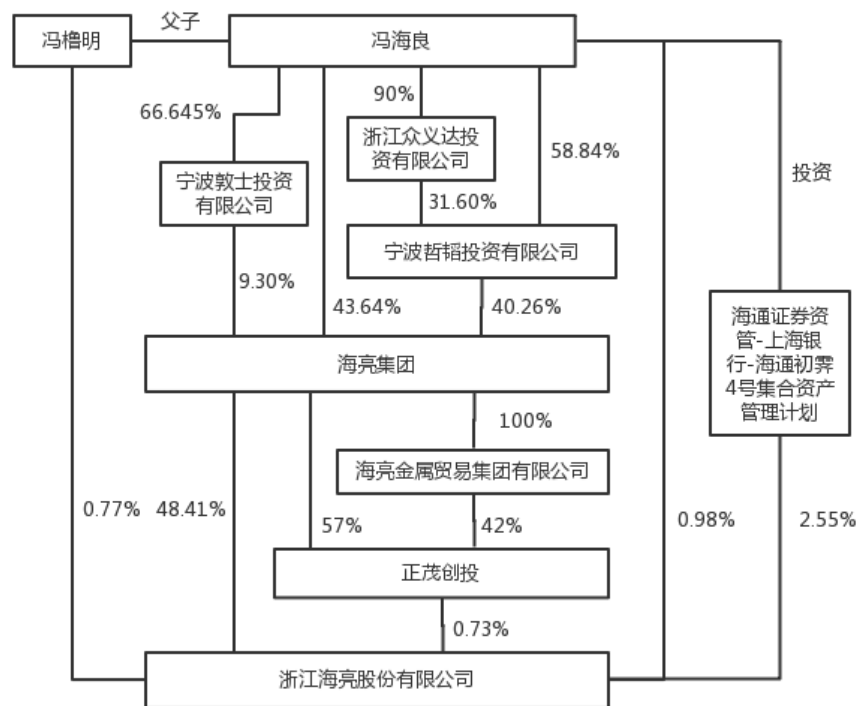 父子
冯橹明
冯海良
66.645%
90%
浙江众义达投
资有限公司
58.84%
投资
宁波敦士投资
有限公司
31.60%
宁波哲韬投资有限公司
9.30%
43.64%
40.26%
海通证券资
管-上海银
行-海通初霁
4号集合资产
管理计划
海亮集团
100%
海亮金属贸易集团有限公司
0.77%
48.41%
57%
42%
0.98%
2.55%
正茂创投
0.73%
浙江海亮股份有限公司